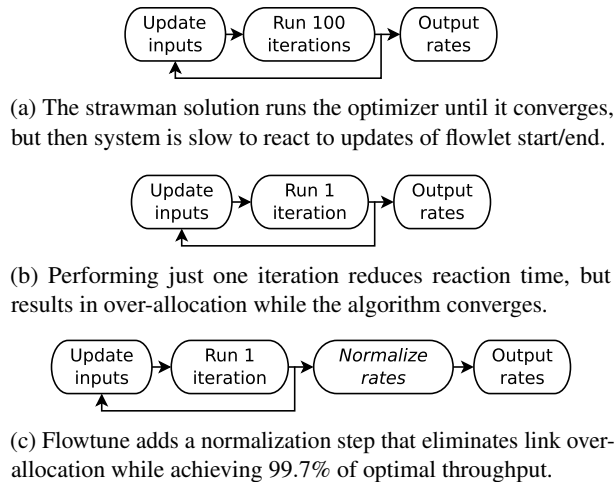 Update
inputs
Run 100
iterations
Output
rates
(a) The strawman solution runs the optimizer until it converges,
but then system is slow to react to updates of flowlet start/end.
Update
inputs
Run 1
iteration
Output
rates
(b) Performing just one iteration reduces reaction time, but
results in over-allocation while the algorithm converges.
Update
inputs
Run 1
iteration
Normalize
rates
Output
rates
(c) Flowtune adds a normalization step that eliminates link over-
allocation while achieving 99.7% of optimal throughput.